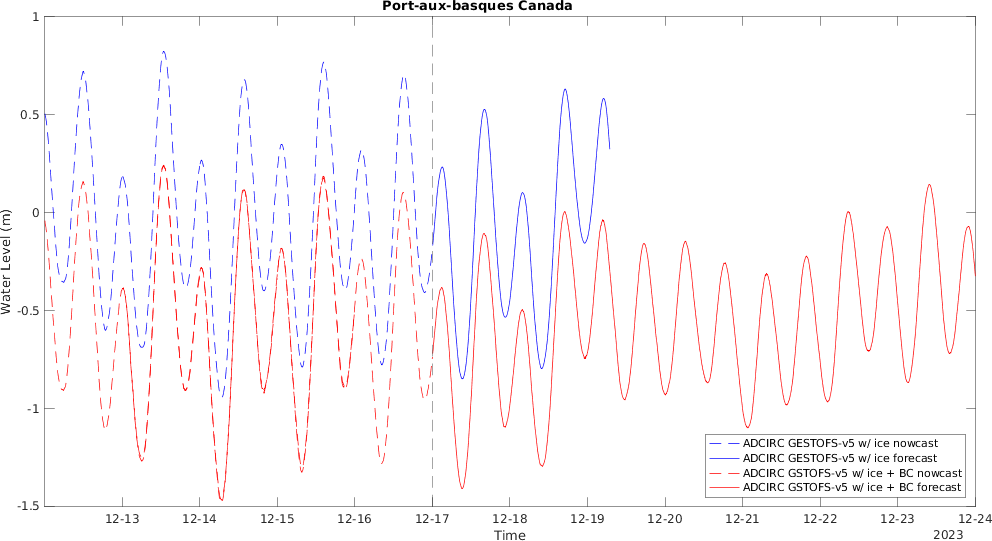 Port-aux-basques Canada
1
0.5
0
-0.5
-1
-1.5
Water Level (m)
12-13 12-14 12-15 12-16 12-17 12-18 12-19 12-20 12-21 12-22 12-23 12-24
Time
2023
ADCIRC GESTOFS-v5 w/ ice nowcast
ADCIRC GESTOFS-v5 w/ ice forecast
ADCIRC GSTOFS-v5 w/ ice + BC nowcast
ADCIRC GSTOFS-v5 w/ ice + BC forecast